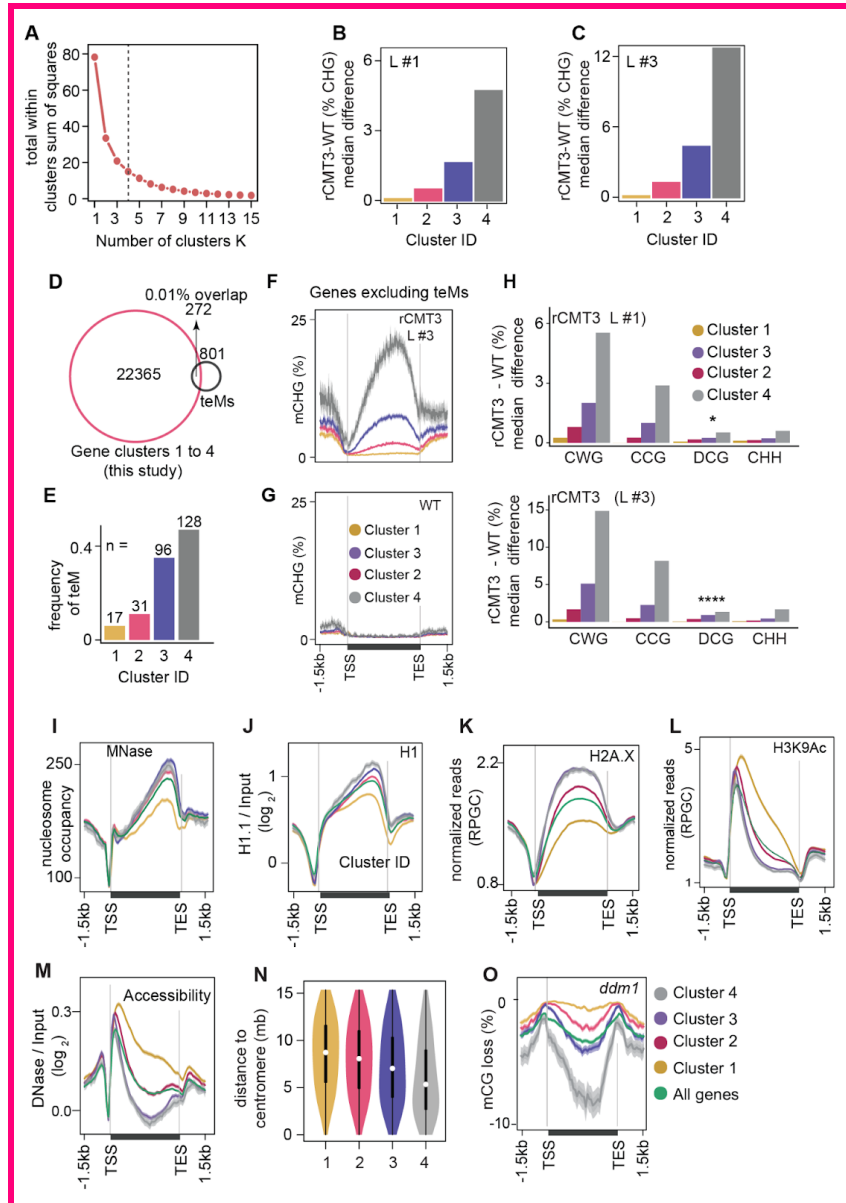 A
total within
clusters sum of squares
80
60
40
20
0
1 3 5 7 9 11 13 15
Number of clusters K
B
rCMT3-WT (% CHG)
median difference
6
3
0
L #1
1 2 3 4
Cluster ID
C
rCMT3-WT (% CHG)
median difference
12
6
0
L #3
1 2 3 4
Cluster ID
D
0.01% overlap
272
22365
801
teMs
Gene clusters 1 to 4
(this study)
E
frequency
of teM
0.4
0
n =
17
31
96
128
1 2 3 4
Cluster ID
F
Genes excluding teMs
mCHG (%)
25
0
rCMT3
L #3
G
mCHG (%)
25
0
WT
Cluster 1
Cluster 3
Cluster 2
Cluster 4
-1.5kb
TSS
TES
1.5kb
H
rCMT3 - WT (%)
median difference
6
3
0
rCMT3 L #1)
Cluster 1
Cluster 3
Cluster 2
Cluster 4
*
CWG CCG DCG CHH
rCMT3 - WT (%)
median difference
15
10
5
0
rCMT3 (L #3)
****
CWG CCG DCG CHH
I
MNase
nucleosome
occupancy
250
100
-1.5kb
TSS
TES
1.5kb
J
H1
H1.1 / Input
(log 2)
1
0
Cluster ID
-1.5kb
TSS
TES
1.5kb
K
H2A.X
normalized reads
(RPGC)
2.2
0.8
-1.5kb
TSS
TES
1.5kb
L
H3K9Ac
normalized reads
(RPGC)
5
1
-1.5kb
TSS
TES
1.5kb
M
Accessibility
DNase / Input
(log 2)
0.3
0.0
-1.5kb
TSS
TES
1.5kb
N
distance to
centromere (mb)
15
10
5
0
1 2 3 4
O
ddm1
mCG loss (%)
0
-8
-1.5kb
TSS
TES
1.5kb
Cluster 4
Cluster 3
Cluster 2
Cluster 1
All genes